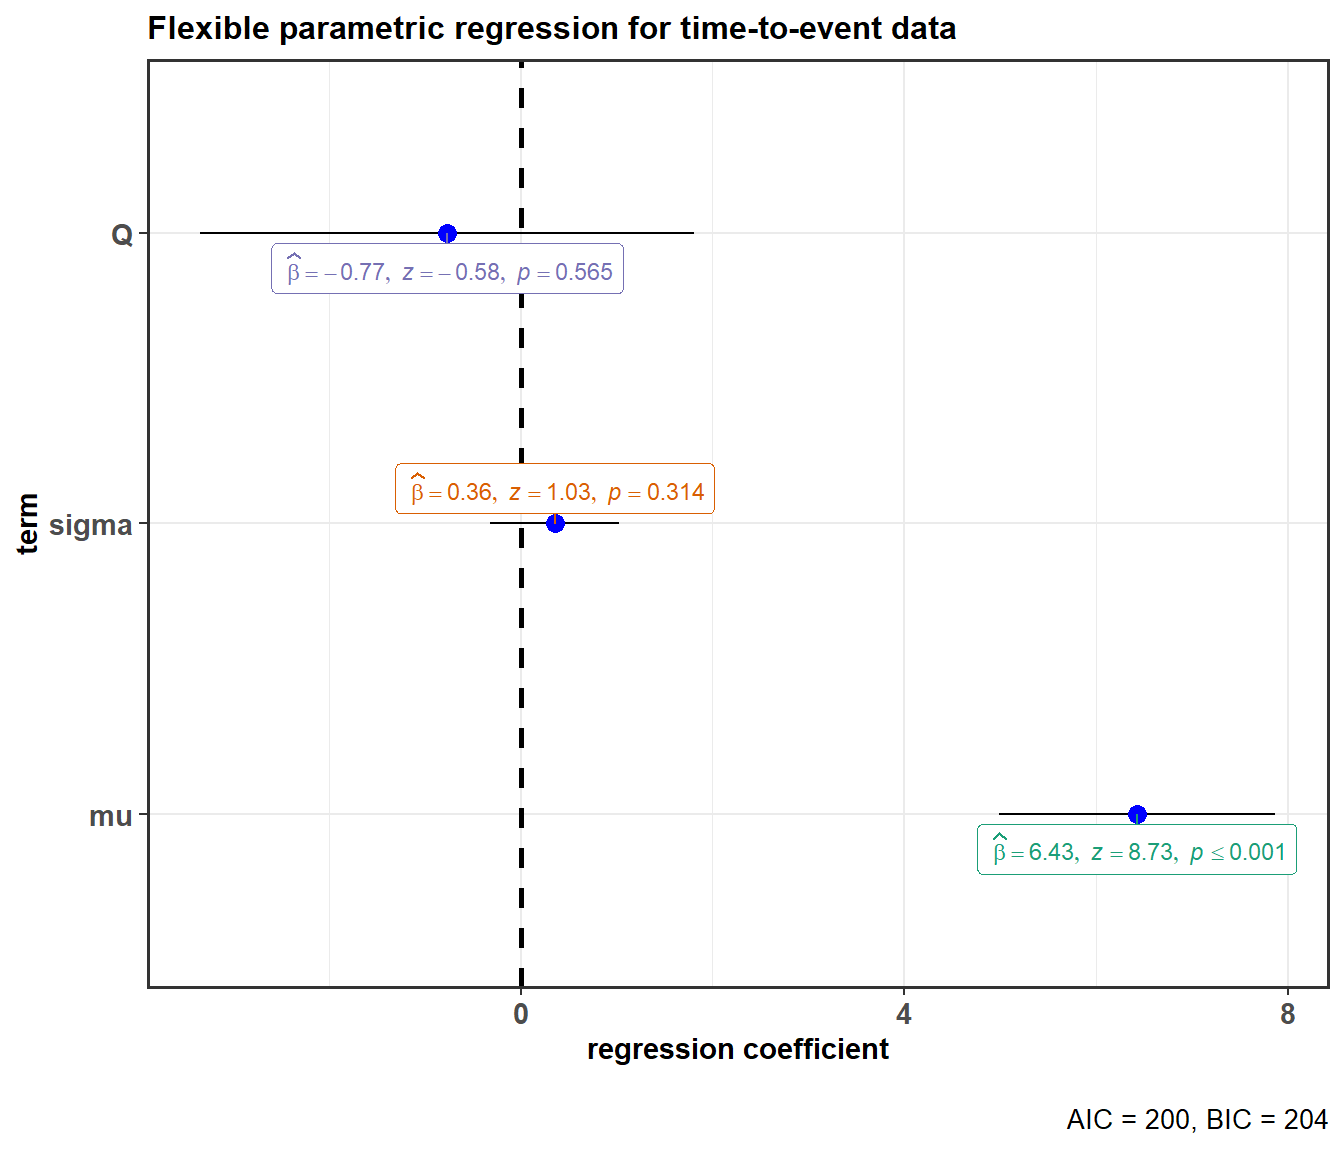 Flexible parametric regression for time-to-event data
Q
β̂ = −0.77, z = −0.58, p = 0.565
β̂ = 0.36, z = 1.03, p = 0.314
term
sigma
mu
β̂ = 6.43, z = 8.73, p ≤ 0.001
0 4 8
regression coefficient
AIC = 200, BIC = 204